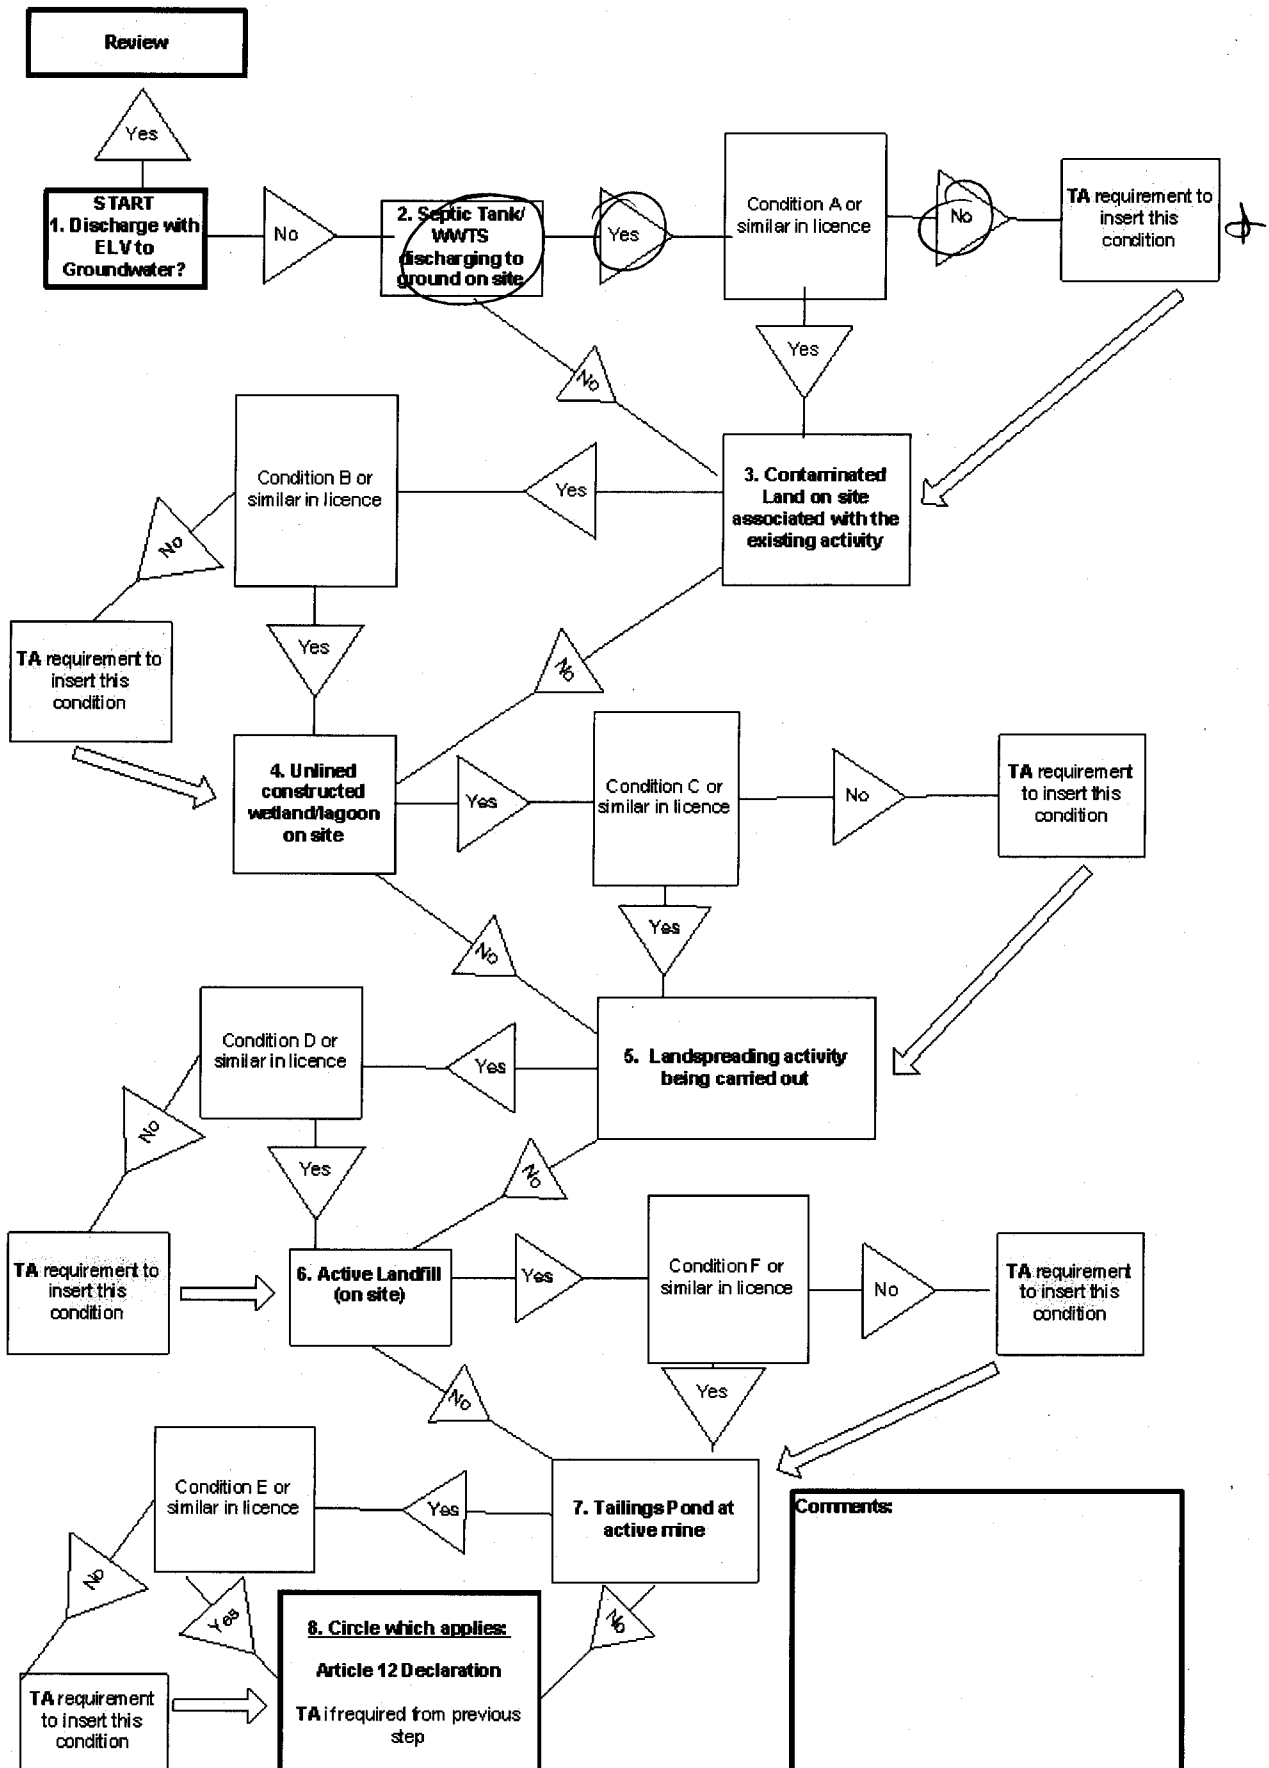 Review
Yes
START
1. Discharge with
ELV to
Groundwater?
No
2. Septic Tank/
WWTS
discharging to
ground on site
Yes
Condition A or
similar in licence
No
TA requirement to
insert this
condition
Yes
No
3. Contaminated
Land on site
associated with the
existing activity
Yes
Condition B or
similar in licence
No
TA requirement to
insert this
condition
Yes
No
4. Unlined
constructed
wetland/lagoon
on site
Yes
Condition C or
similar in licence
No
TA requirement
to insert this
condition
Yes
No
5. Landspreading activity
being carried out
Yes
Condition D or
similar in licence
No
TA requirement to
insert this
condition
Yes
No
6. Active Landfill
(on site)
Yes
Condition F or
similar in licence
No
TA requirement
to insert this
condition
Yes
No
7. Tailings Pond at
active mine
Yes
Condition E or
similar in licence
No
TA requirement
to insert this
condition
Yes
No
8. Circle which applies:
Article 12 Declaration
TA if required from previous
step
Comments: